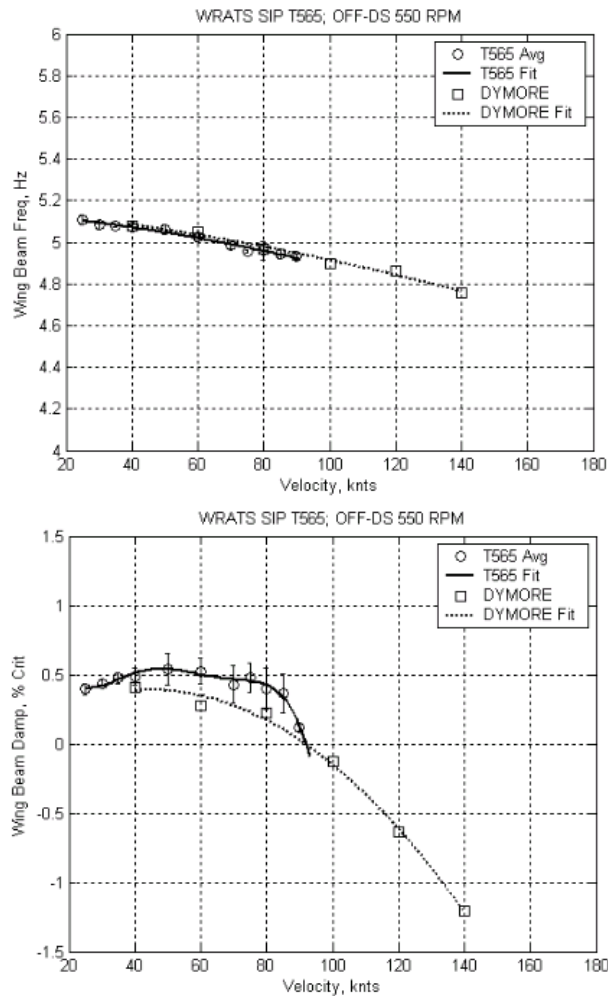 WRATS SIP T565; OFF-DS 550 RPM
6
5.8
5.6
5.4
5.2
5
4.8
4.6
4.4
4.2
4
Wing Beam Freq, Hz
T565 Avg
T565 Fit
DYMORE
DYMORE Fit
20 40 60 80 100 120 140 160 180
Velocity, knts
WRATS SIP T565; OFF-DS 550 RPM
1.5
1
0.5
0
-0.5
-1
-1.5
Wing Beam Damp, % Crit
T565 Avg
T565 Fit
DYMORE
DYMORE Fit
20 40 60 80 100 120 140 160 180
Velocity, knts